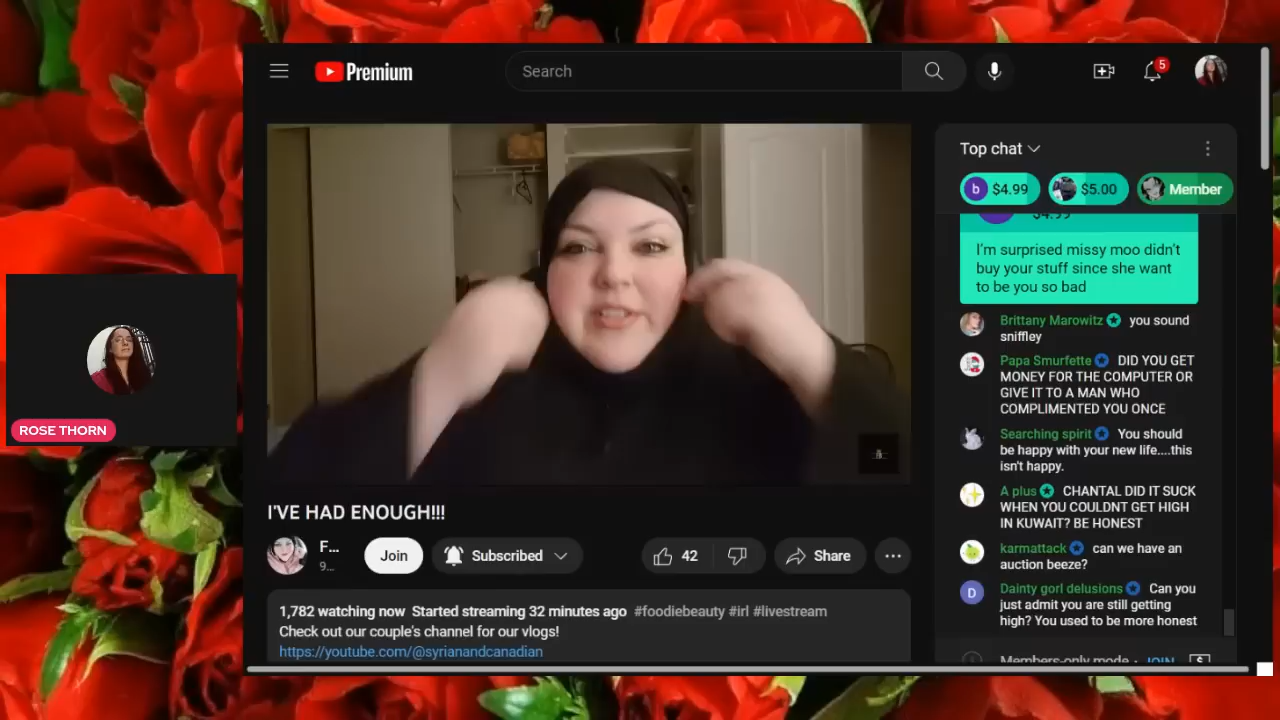 Premium
Search
5
Top chat
b $4.99
$5.00
Member
$4.99
I'm surprised missy moo didn't
buy your stuff since she want
to be you so bad
Brittany Marowitz you sound
sniffley
Papa Smurfette DID YOU GET
MONEY FOR THE COMPUTER OR
GIVE IT TO A MAN WHO
COMPLIMENTED YOU ONCE
Searching spirit You should
be happy with your new life....this
isn't happy.
A plus CHANTAL DID IT SUCK
WHEN YOU COULDNT GET HIGH
IN KUWAIT? BE HONEST
karmattack can we have an
auction beeze?
D Dainty gorl delusions Can you
just admit you are still getting
high? You used to be more honest
Members-only mode · JOIN
ROSE THORN
I'VE HAD ENOUGH!!!
F...
9...
Join
Subscribed
42
Share
1,782 watching now Started streaming 32 minutes ago #foodiebeauty #irl #livestream
Check out our couple's channel for our vlogs!
https://youtube.com/@syrianandcanadian